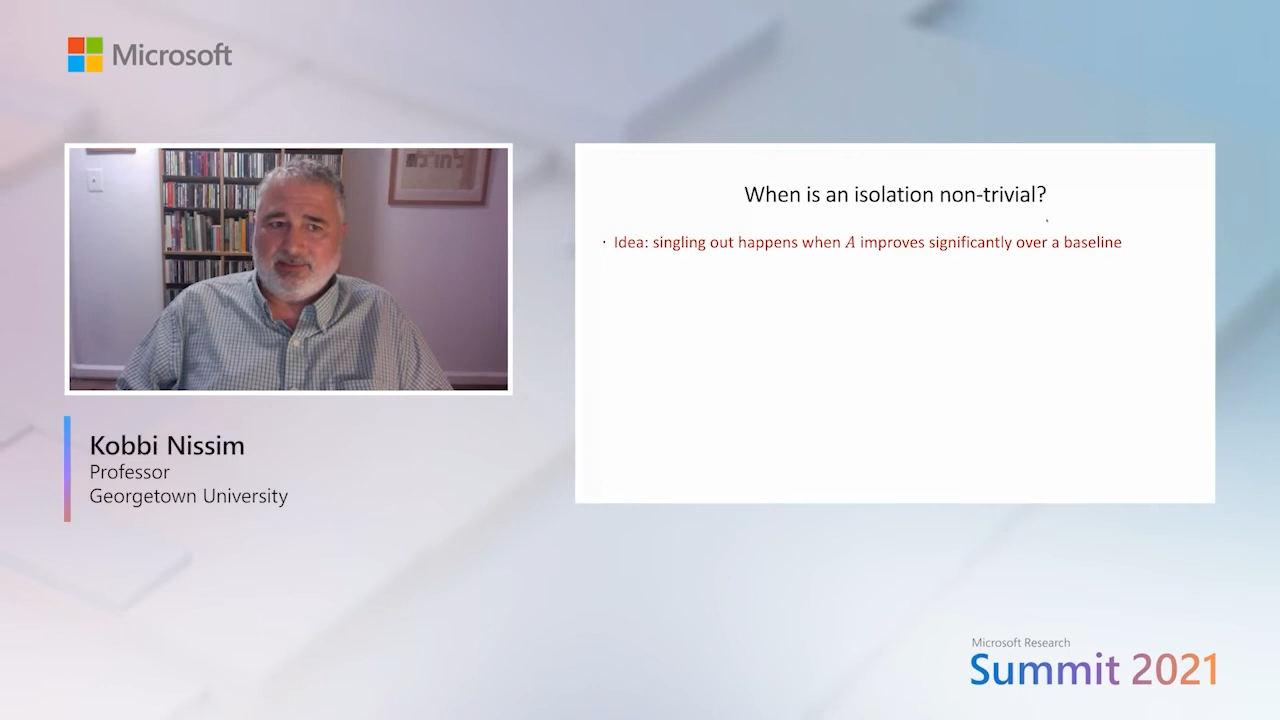 Microsoft
When is an isolation non-trivial?
· Idea: singling out happens when A improves significantly over a baseline
Kobbi Nissim
Professor
Georgetown University
Microsoft Research
Summit 2021